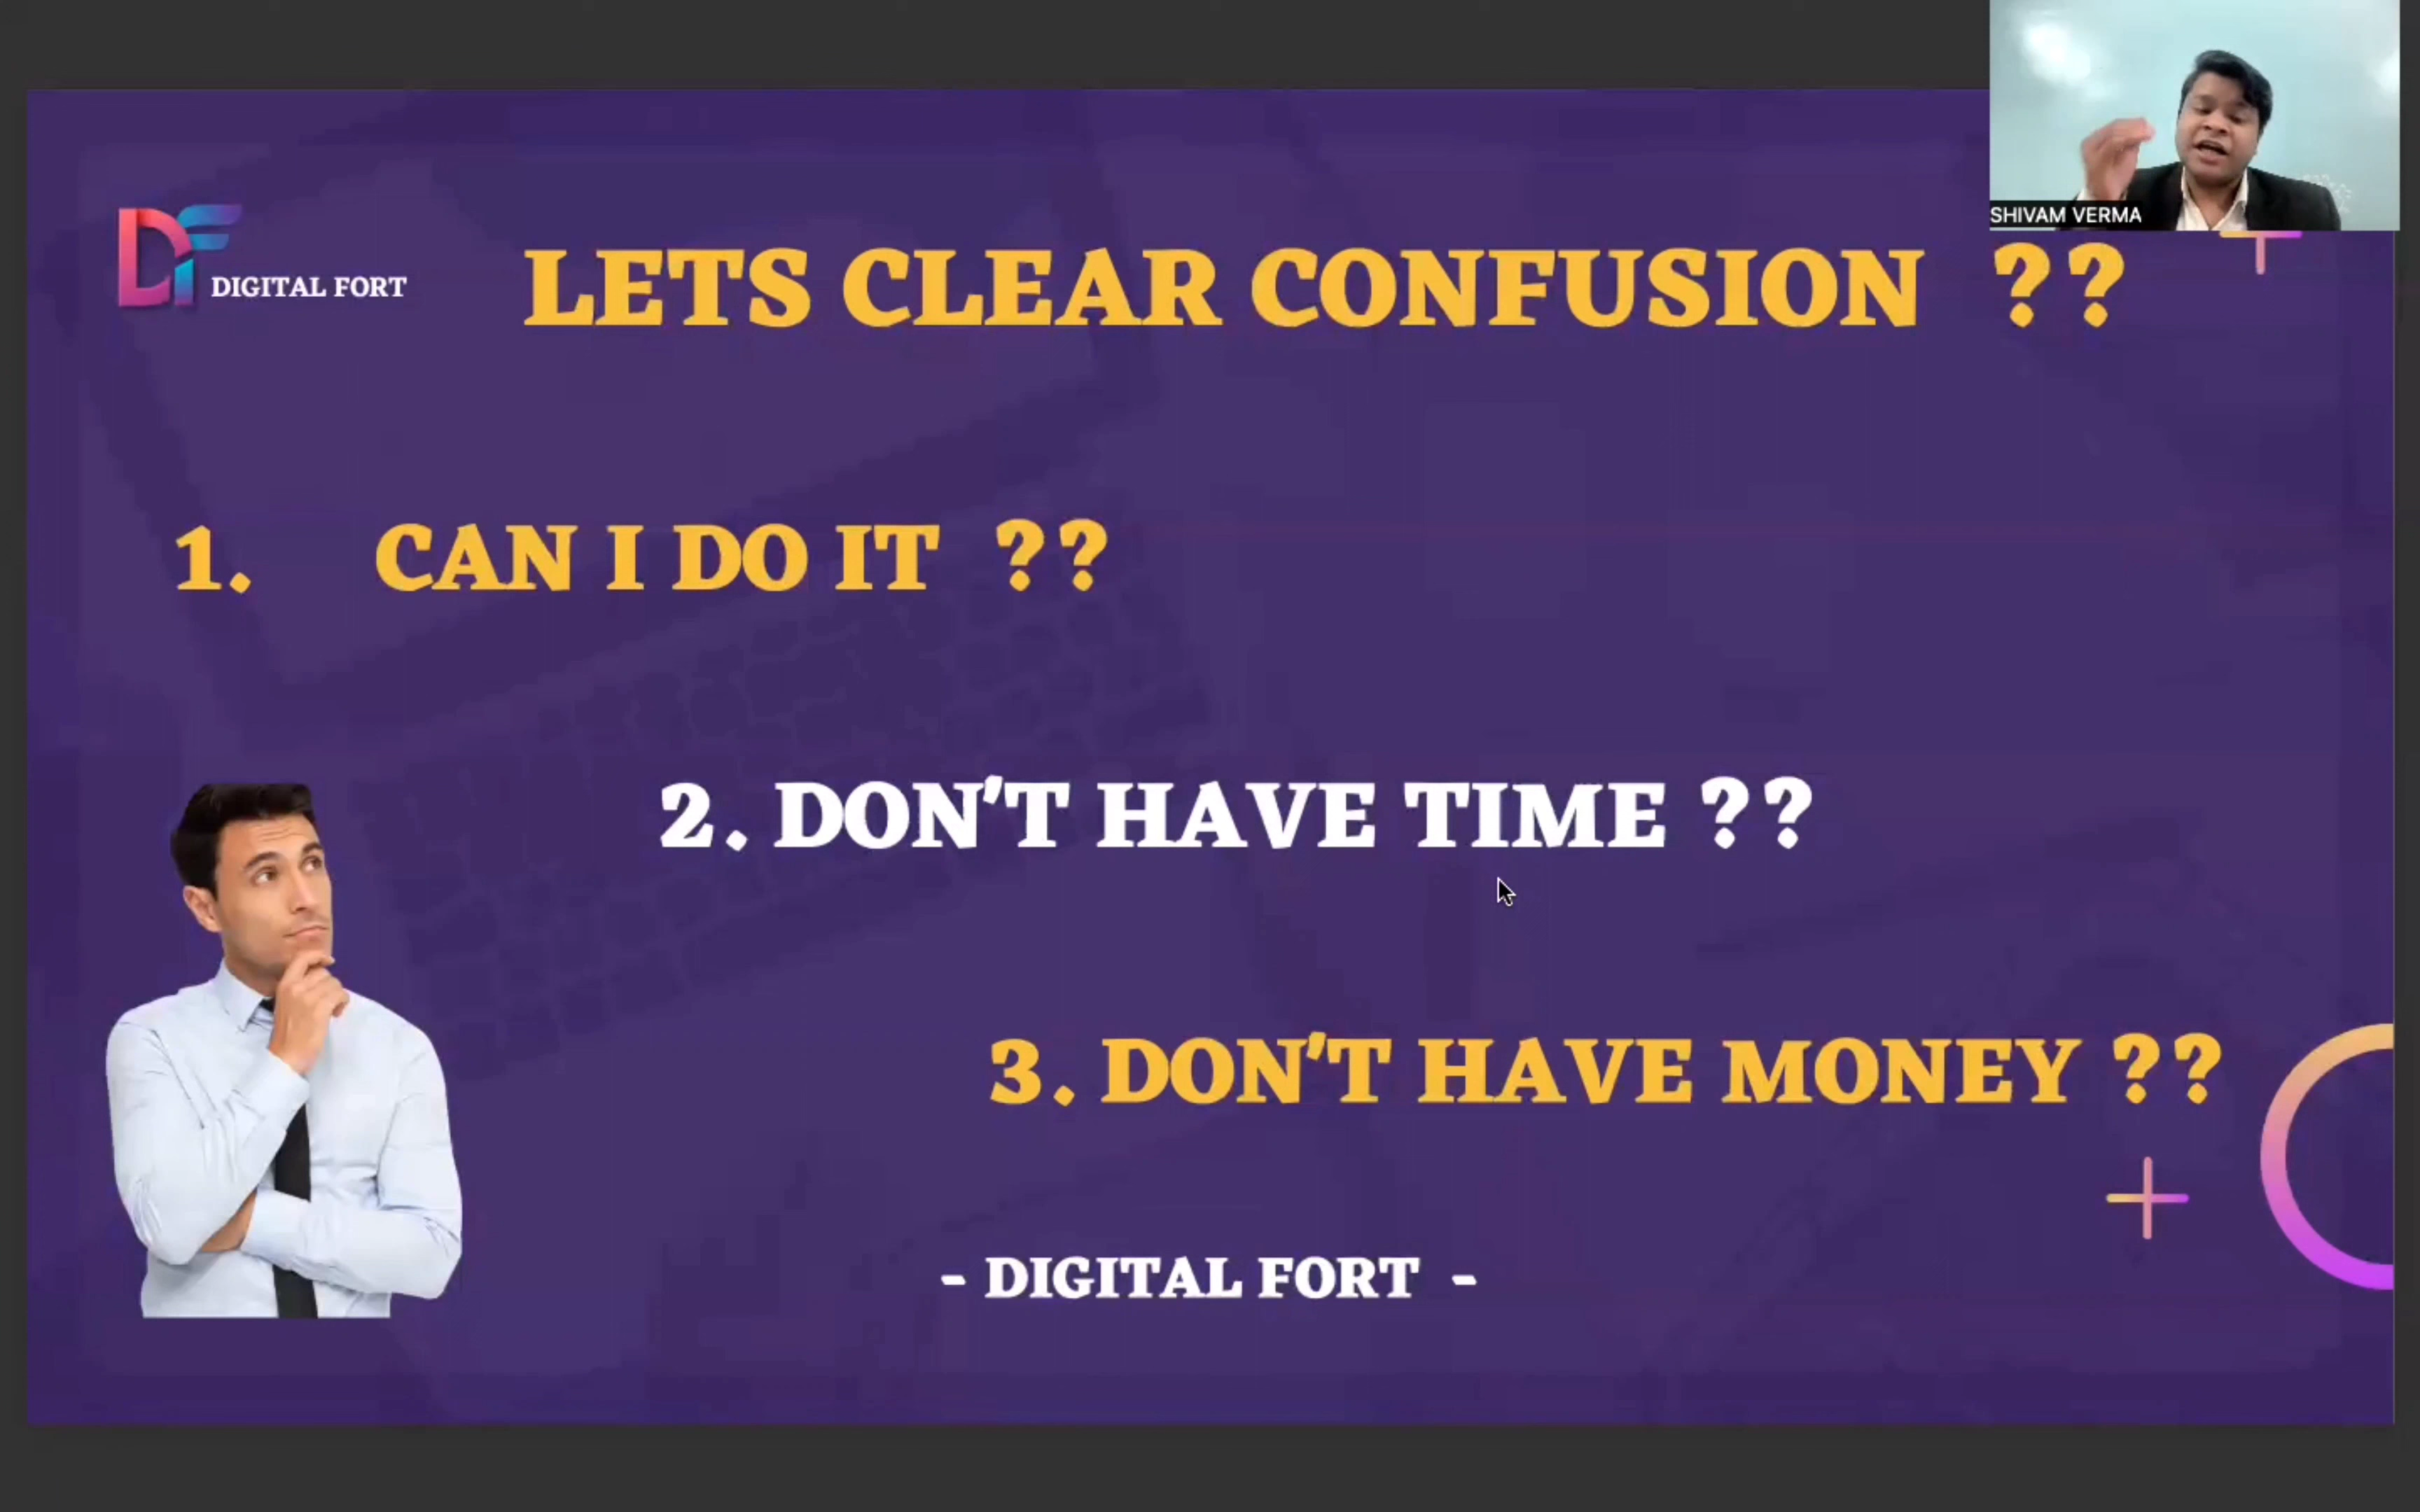 SHIVAM VERMA
DIGITAL FORT
LETS CLEAR CONFUSION ??
1. CAN I DO IT ??
2. DON'T HAVE TIME ??
3. DON'T HAVE MONEY ??
- DIGITAL FORT -